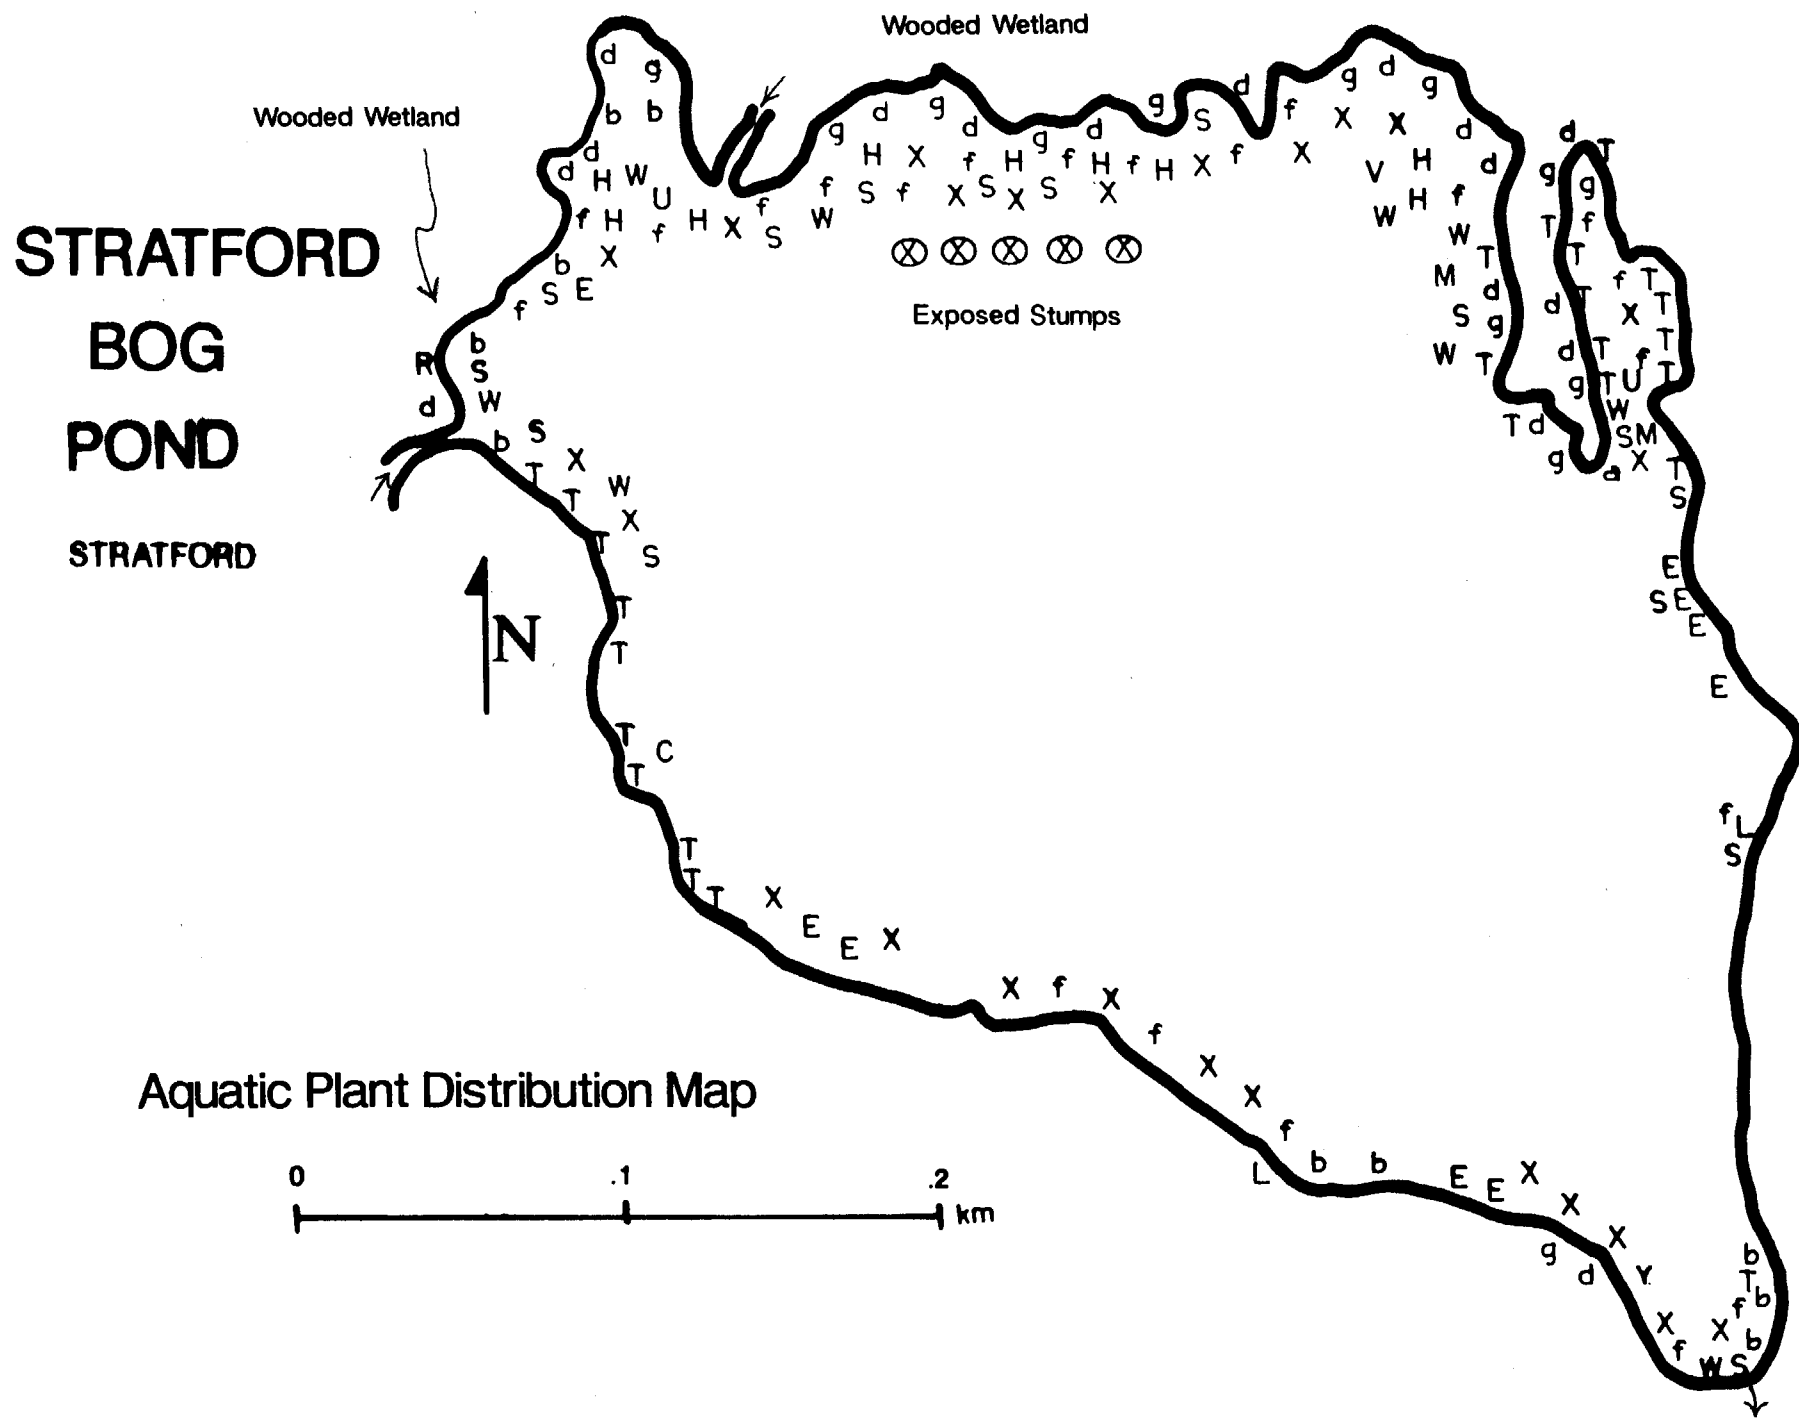 Wooded Wetland
Wooded Wetland
STRATFORD
BOG
POND
STRATFORD
N
Exposed Stumps
Aquatic Plant Distribution Map
0 .1 .2 km
d g
b b
d d H W U
f H f H X f S
b X
f S E
R b
S
d W
b S
T X
T W
X
T S
T
T
T C
T
T
T T X
E E X
X f X
f
X
X
f
L b b E E X
X
g X
d
X f X
W S
b
T b
f
b
g d g d g d g S d f g d g
H X f H g f H f H X f X X X d
f S f X S X S X V H d
W W H f
W T
M d
S g
W T
T d
g
d T
g g
T f
T f T
d T X T
d T f T
g T U T
W
S M
X T
S
E
S E
E
E
f L
S
X X X X X